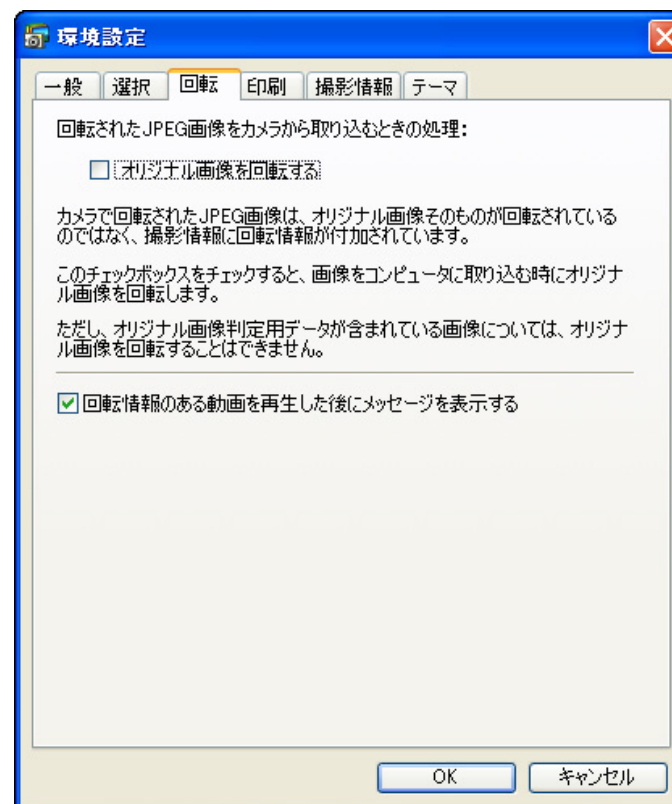 環境設定
一般 選択 回転 印刷 撮影情報 テーマ
回転されたJPEG画像をカメラから取り込むときの処理:
オリジナル画像を回転する
カメラで回転されたJPEG画像は、オリジナル画像そのものが回転されている
のではなく、撮影情報に回転情報が付加されています。
このチェックボックスをチェックすると、画像をコンピュータに取り込む時にオリジナ
ル画像を回転します。
ただし、オリジナル画像判定用データが含まれている画像については、オリジナ
ル画像を回転することはできません。
回転情報のある動画を再生した後にメッセージを表示する
OK キャンセル